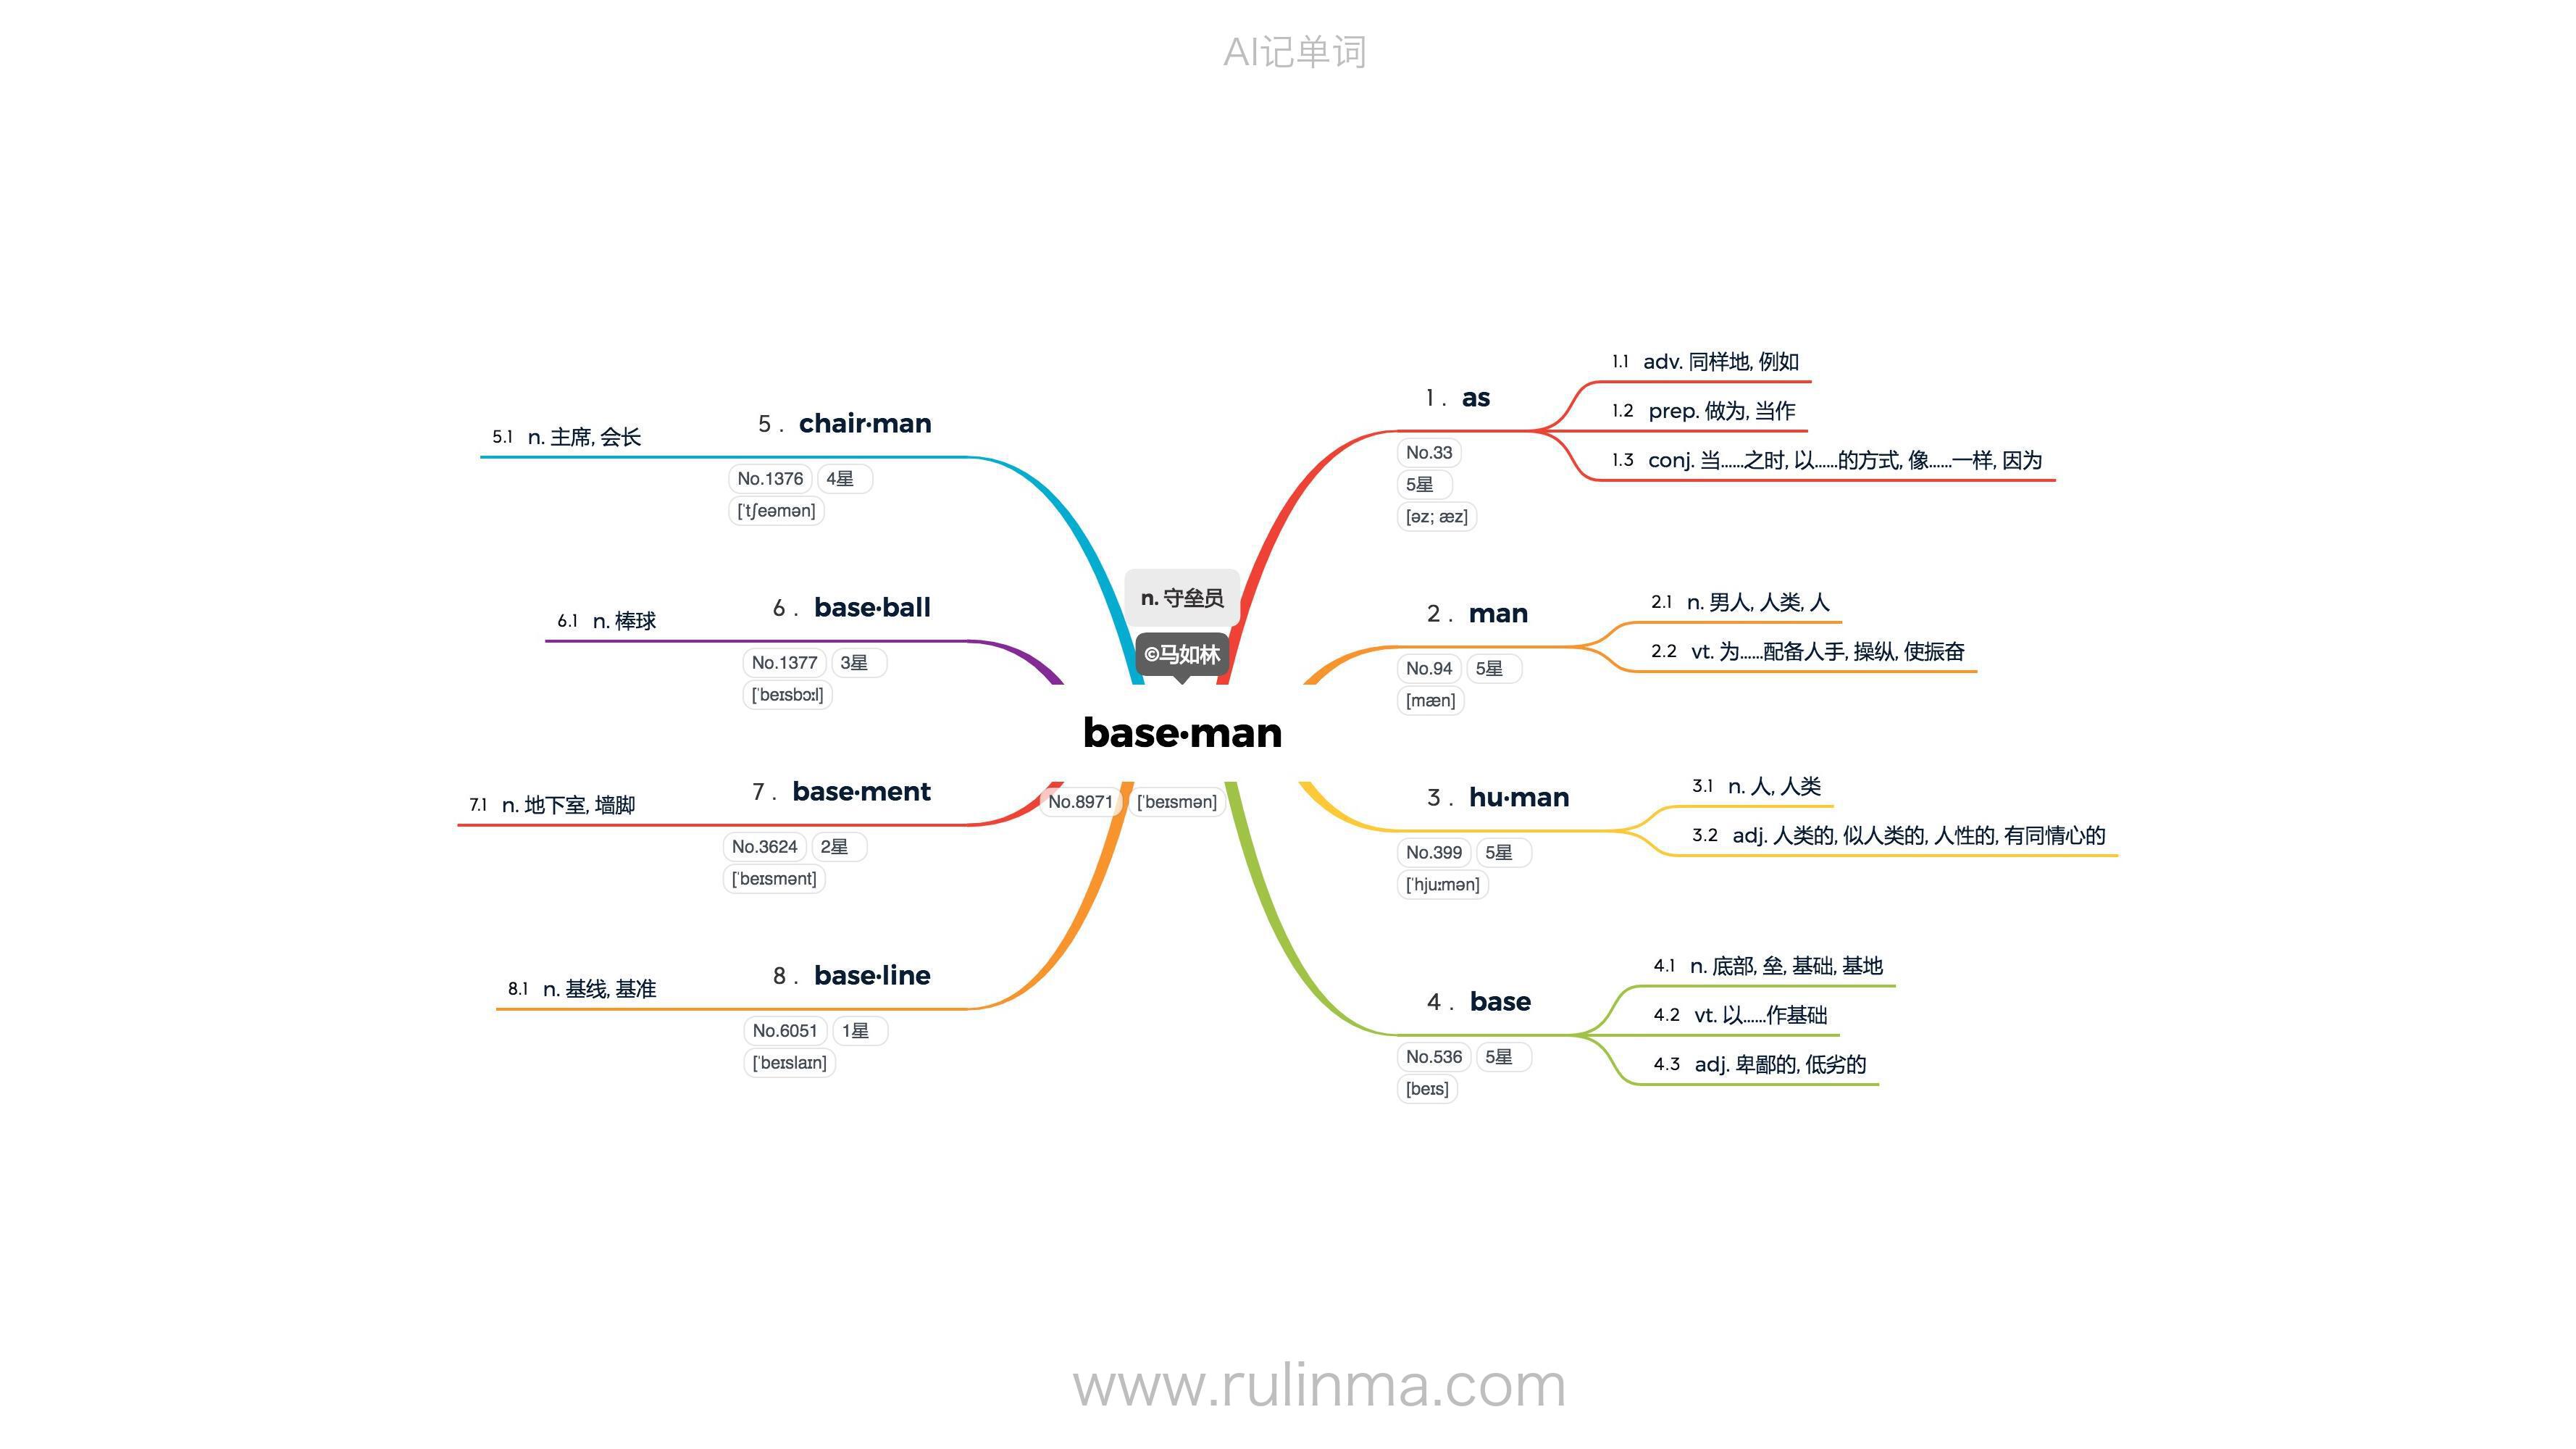 AI记单词
n. 守垒员
©马如林
base·man
No.8971 ['beɪsmən]
1 . as
No.33
5星
[əz; æz]
1.1 adv. 同样地, 例如
1.2 prep. 做为, 当作
1.3 conj. 当......之时, 以......的方式, 像......一样, 因为
2 . man
No.94 5星
[mæn]
2.1 n. 男人, 人类, 人
2.2 vt. 为......配备人手, 操纵, 使振奋
3 . hu·man
No.399 5星
['hjuːmən]
3.1 n. 人, 人类
3.2 adj. 人类的, 似人类的, 人性的, 有同情心的
4 . base
No.536 5星
[beɪs]
4.1 n. 底部, 垒, 基础, 基地
4.2 vt. 以......作基础
4.3 adj. 卑鄙的, 低劣的
5 . chair·man
No.1376 4星
['tʃeəmən]
5.1 n. 主席, 会长
6 . base·ball
No.1377 3星
['beɪsbɔːl]
6.1 n. 棒球
7 . base·ment
No.3624 2星
['beɪsmənt]
7.1 n. 地下室, 墙脚
8 . base·line
No.6051 1星
['beɪslaɪn]
8.1 n. 基线, 基准
www.rulinma.com